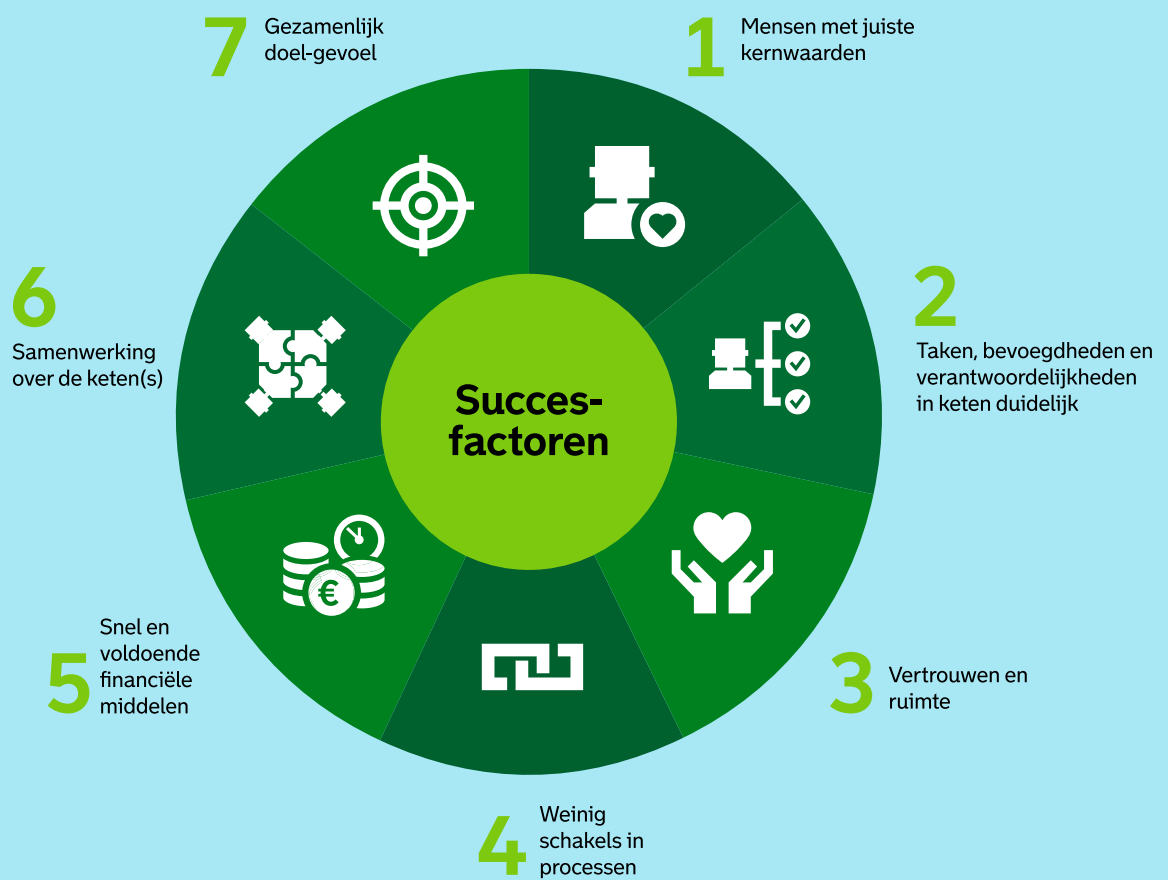 Succes-
factoren
1
Mensen met juiste
kernwaarden
2
Taken, bevoegdheden en
verantwoordelijkheden
in keten duidelijk
3
Vertrouwen en
ruimte
4
Weinig
schakels in
processen
5
Snel en
voldoende
financiële
middelen
€
6
Samenwerking
over de keten(s)
7
Gezamenlijk
doel-gevoel